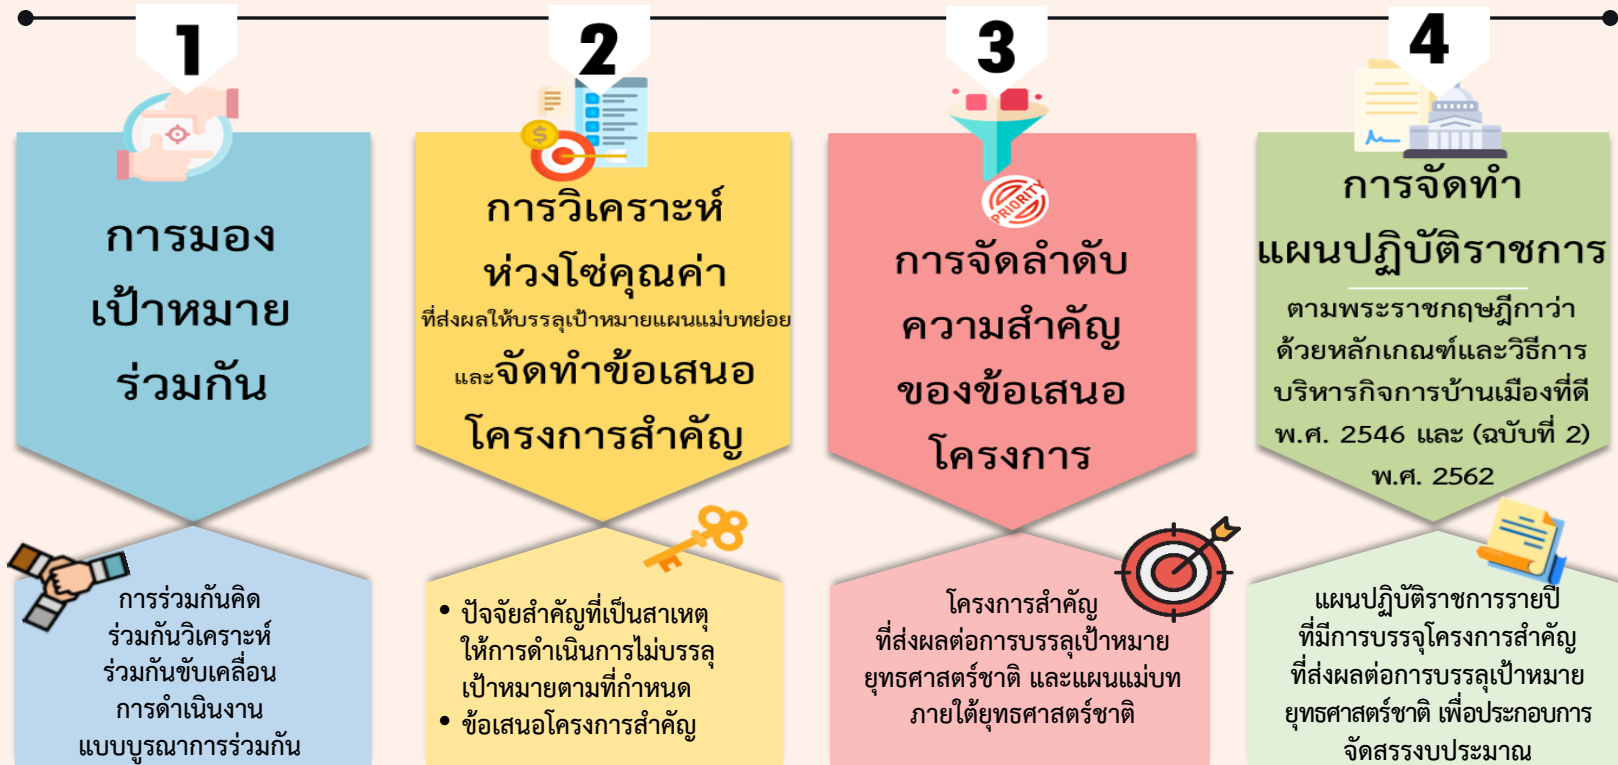 1
การมอง
เป้าหมาย
ร่วมกัน
การร่วมกันคิด
ร่วมกันวิเคราะห์
ร่วมกันขับเคลื่อน
การดำเนินงาน
แบบบูรณาการร่วมกัน
2
การวิเคราะห์
ห่วงโซ่คุณค่า
ที่ส่งผลให้บรรลุเป้าหมายแผนแม่บทย่อย
และจัดทำข้อเสนอ
โครงการสำคัญ
• ปัจจัยสำคัญที่เป็นสาเหตุ
ให้การดำเนินการไม่บรรลุ
เป้าหมายตามที่กำหนด
• ข้อเสนอโครงการสำคัญ
3
PRIORITY
การจัดลำดับ
ความสำคัญ
ของข้อเสนอ
โครงการ
โครงการสำคัญ
ที่ส่งผลต่อการบรรลุเป้าหมาย
ยุทธศาสตร์ชาติ และแผนแม่บท
ภายใต้ยุทธศาสตร์ชาติ
4
การจัดทำ
แผนปฏิบัติราชการ
ตามพระราชกฤษฎีกาว่า
ด้วยหลักเกณฑ์และวิธีการ
บริหารกิจการบ้านเมืองที่ดี
พ.ศ. 2546 และ (ฉบับที่ 2)
พ.ศ. 2562
แผนปฏิบัติราชการรายปี
ที่มีการบรรจุโครงการสำคัญ
ที่ส่งผลต่อการบรรลุเป้าหมาย
ยุทธศาสตร์ชาติ เพื่อประกอบการ
จัดสรรงบประมาณ